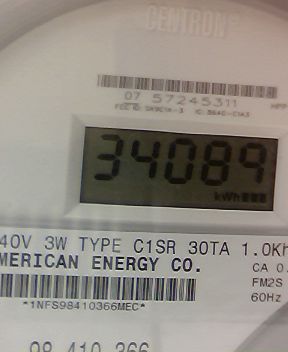 CENTRON®
07 57245311
34089
kWh
40V 3W TYPE C1SR 30TA 1.0Kh
MERICAN ENERGY CO.
CA 0.
FM2S
60Hz
*1NFS98410366MEC*
98 410 366